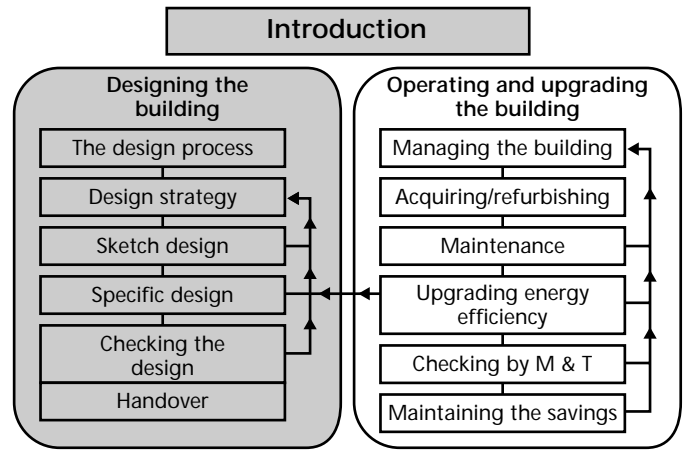 Introduction
Designing the
building
The design process
Design strategy
Sketch design
Specific design
Checking the
design
Handover
Operating and upgrading
the building
Managing the building
Acquiring/refurbishing
Maintenance
Upgrading energy
efficiency
Checking by M & T
Maintaining the savings